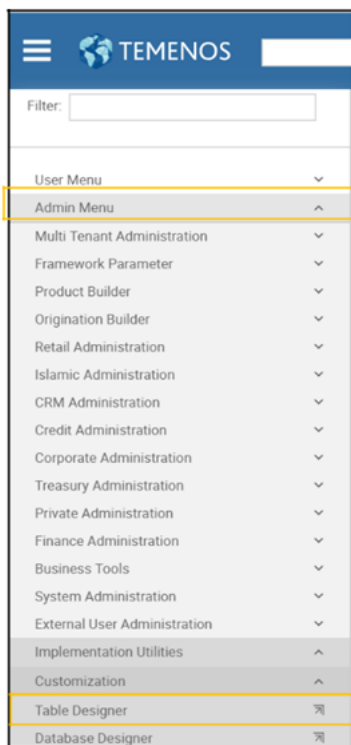 TEMENOS
Filter:
User Menu
Admin Menu
Multi Tenant Administration
Framework Parameter
Product Builder
Origination Builder
Retail Administration
Islamic Administration
CRM Administration
Credit Administration
Corporate Administration
Treasury Administration
Private Administration
Finance Administration
Business Tools
System Administration
External User Administration
Implementation Utilities
Customization
Table Designer
Database Designer